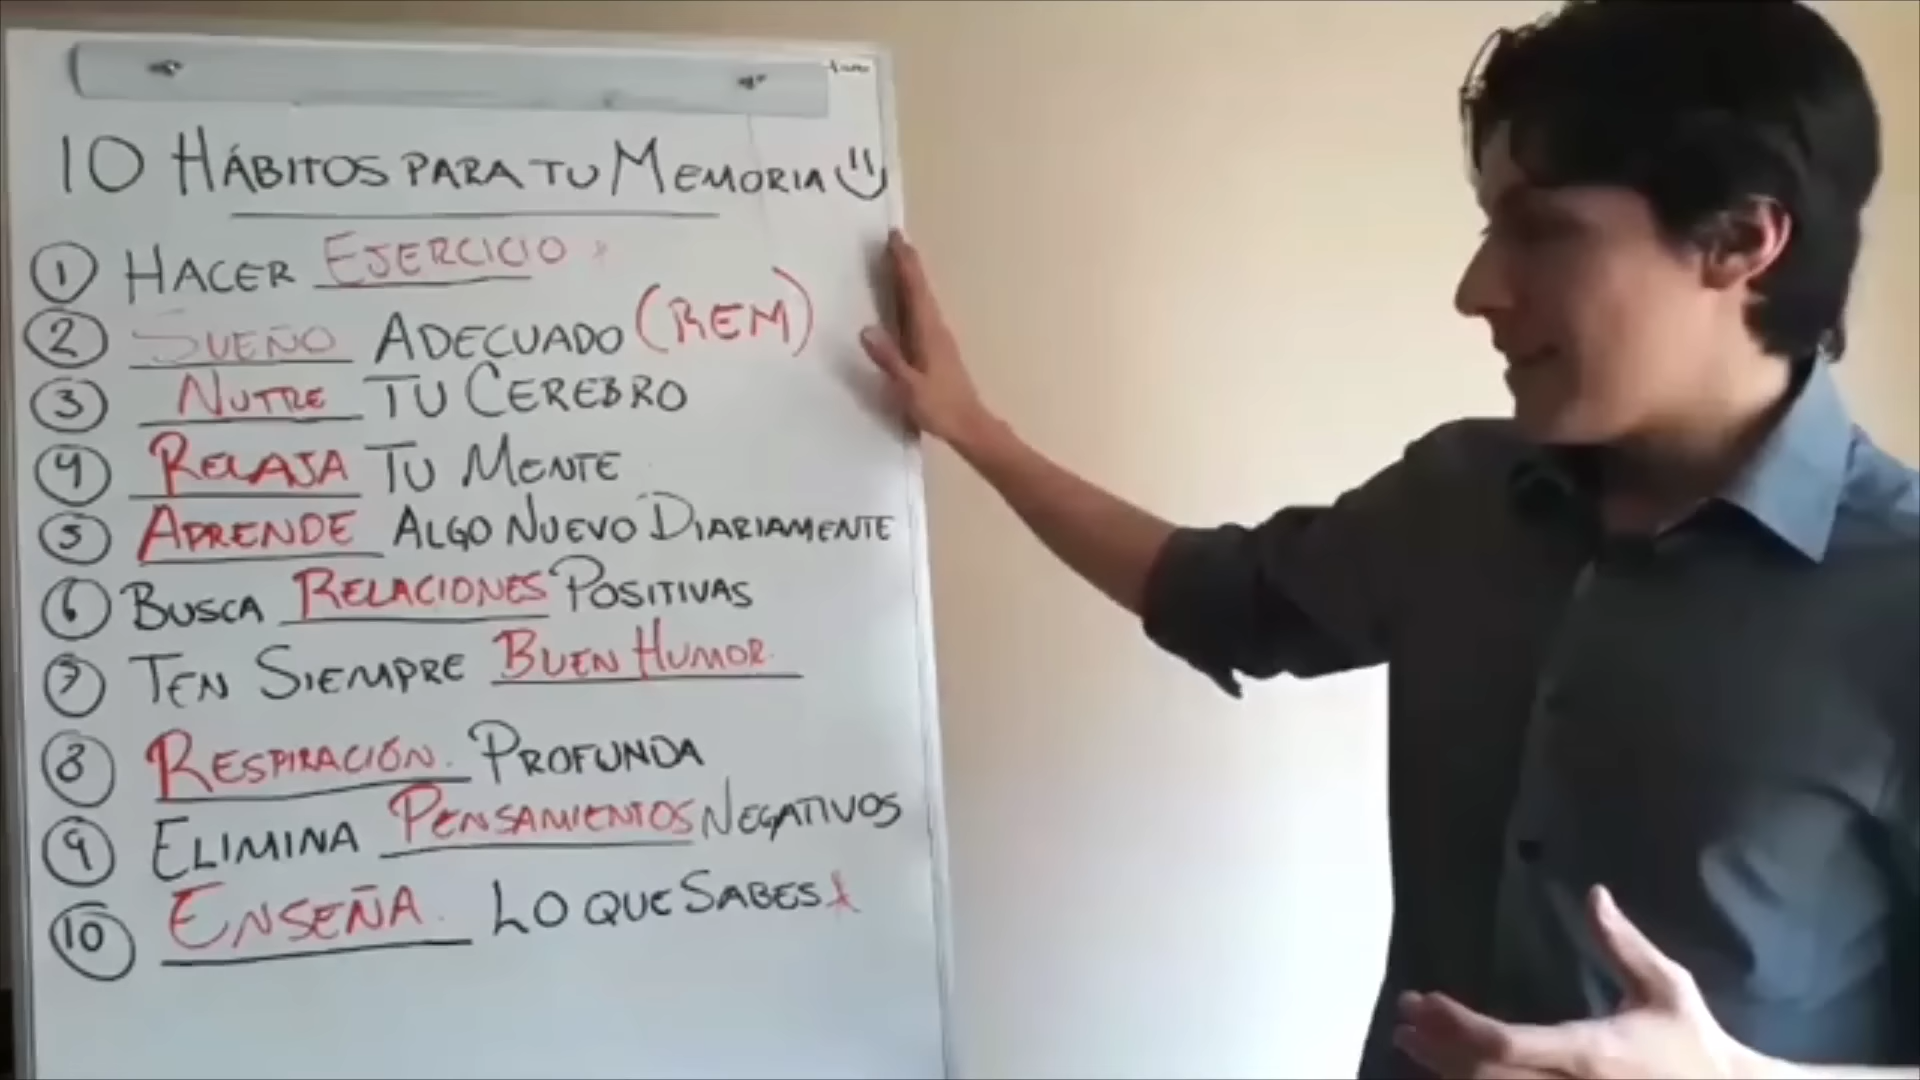 10 HÁBITOS PARA TU MEMORIA
1 HACER EJERCICIO
2 SUEÑO ADECUADO (REM)
3 NUTRE TU CEREBRO
4 RELAJA TU MENTE
5 APRENDE ALGO NUEVO DIARIAMENTE
6 BUSCA RELACIONES POSITIVAS
7 TEN SIEMPRE BUEN HUMOR.
8 RESPIRACIÓN. PROFUNDA
9 ELIMINA PENSAMIENTOS NEGATIVOS
10 ENSEÑA. LO QUE SABES